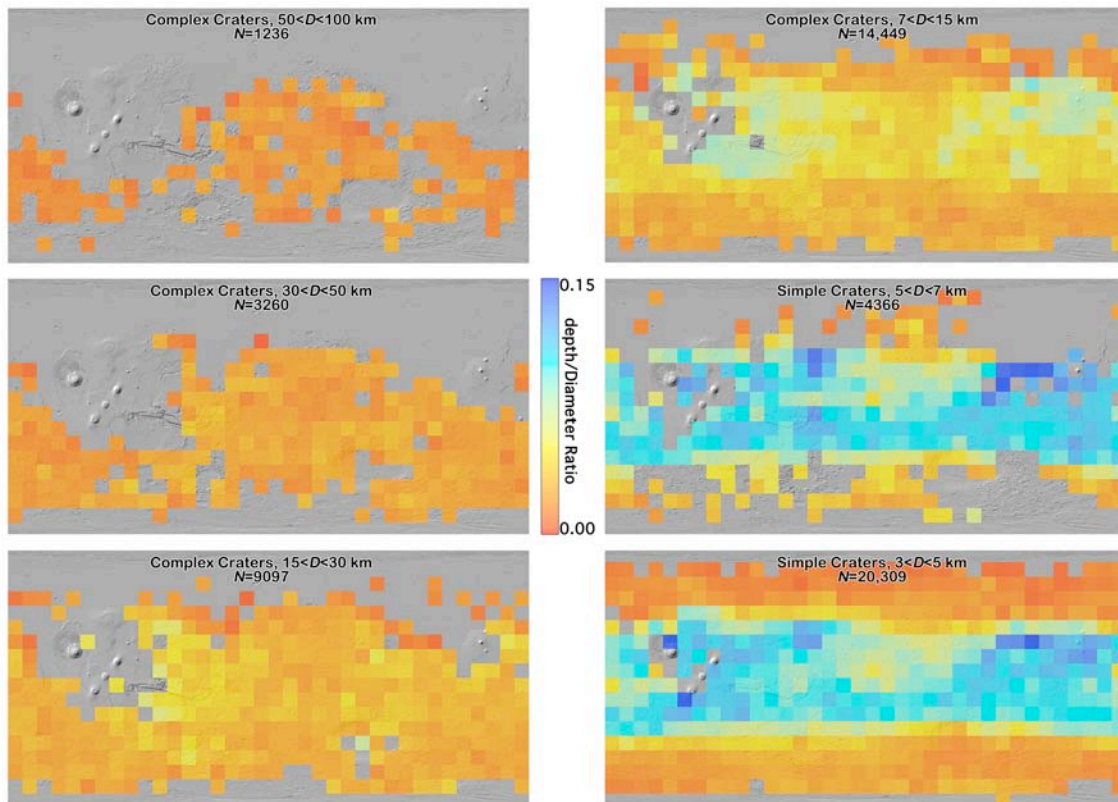 Complex Craters, 50<D<100 km
N=1236
Complex Craters, 7<D<15 km
N=14,449
Complex Craters, 30<D<50 km
N=3260
0.15
depth/Diameter Ratio
0.00
Simple Craters, 5<D<7 km
N=4366
Complex Craters, 15<D<30 km
N=9097
Simple Craters, 3<D<5 km
N=20,309